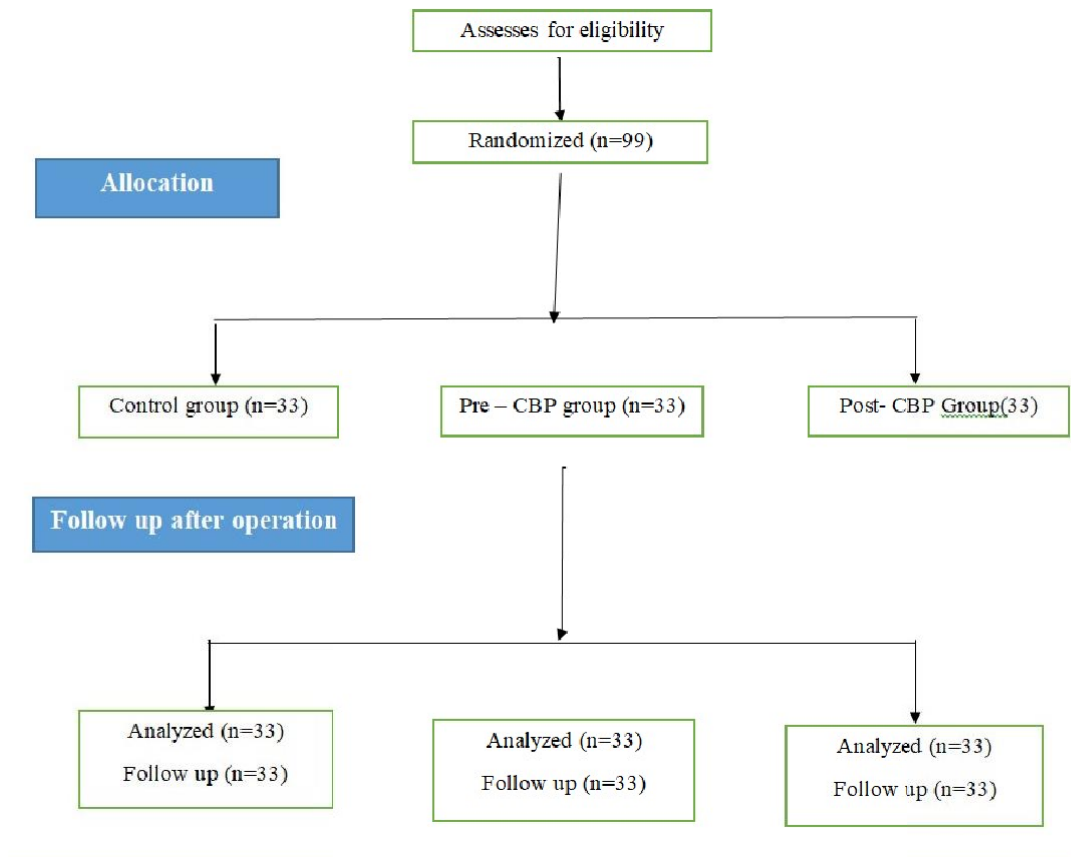 Assesses for eligibility
Randomized (n=99)
Allocation
Control group (n=33)
Pre – CBP group (n=33)
Post- CBP Group(33)
Follow up after operation
Analyzed (n=33)
Follow up (n=33)
Analyzed (n=33)
Follow up (n=33)
Analyzed (n=33)
Follow up (n=33)